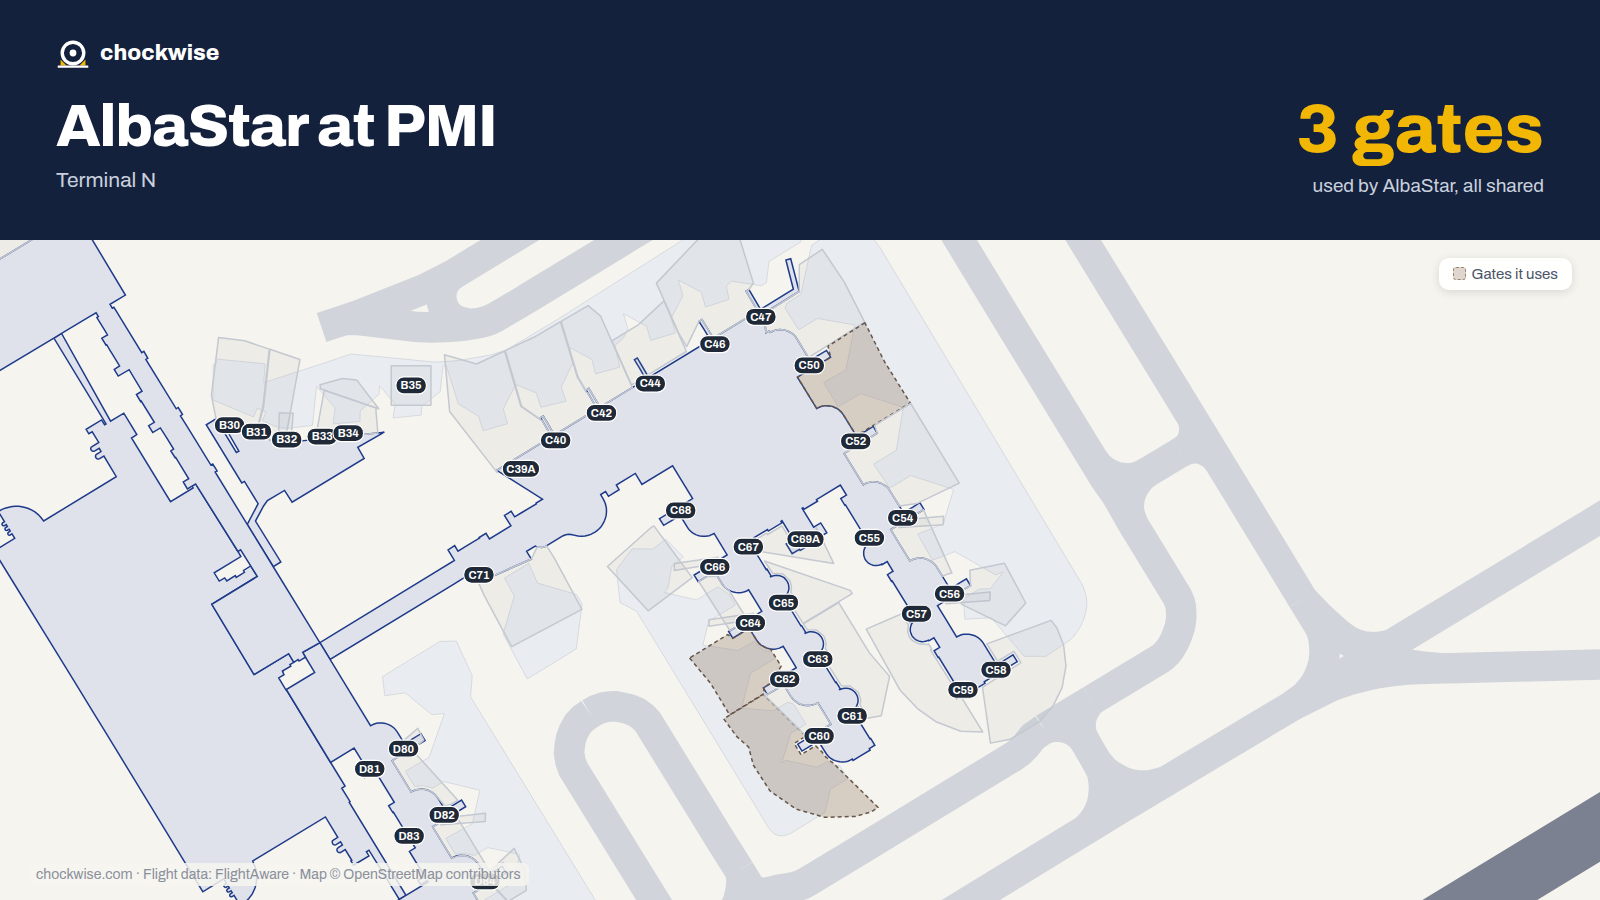 chockwise
AlbaStar at PMI
Terminal N
3 gates
used by AlbaStar, all shared
Gates it uses
C47
C46
C50
C44
B35
C42
B30
B31
B32
B33
B34
C40
C52
C39A
C68
C54
C55
C69A
C67
C66
C71
C56
C65
C57
C64
C63
C58
C62
C59
C61
C60
D80
D81
D82
D83
chockwise.com · Flight data: FlightAware · Map © OpenStreetMap contributors